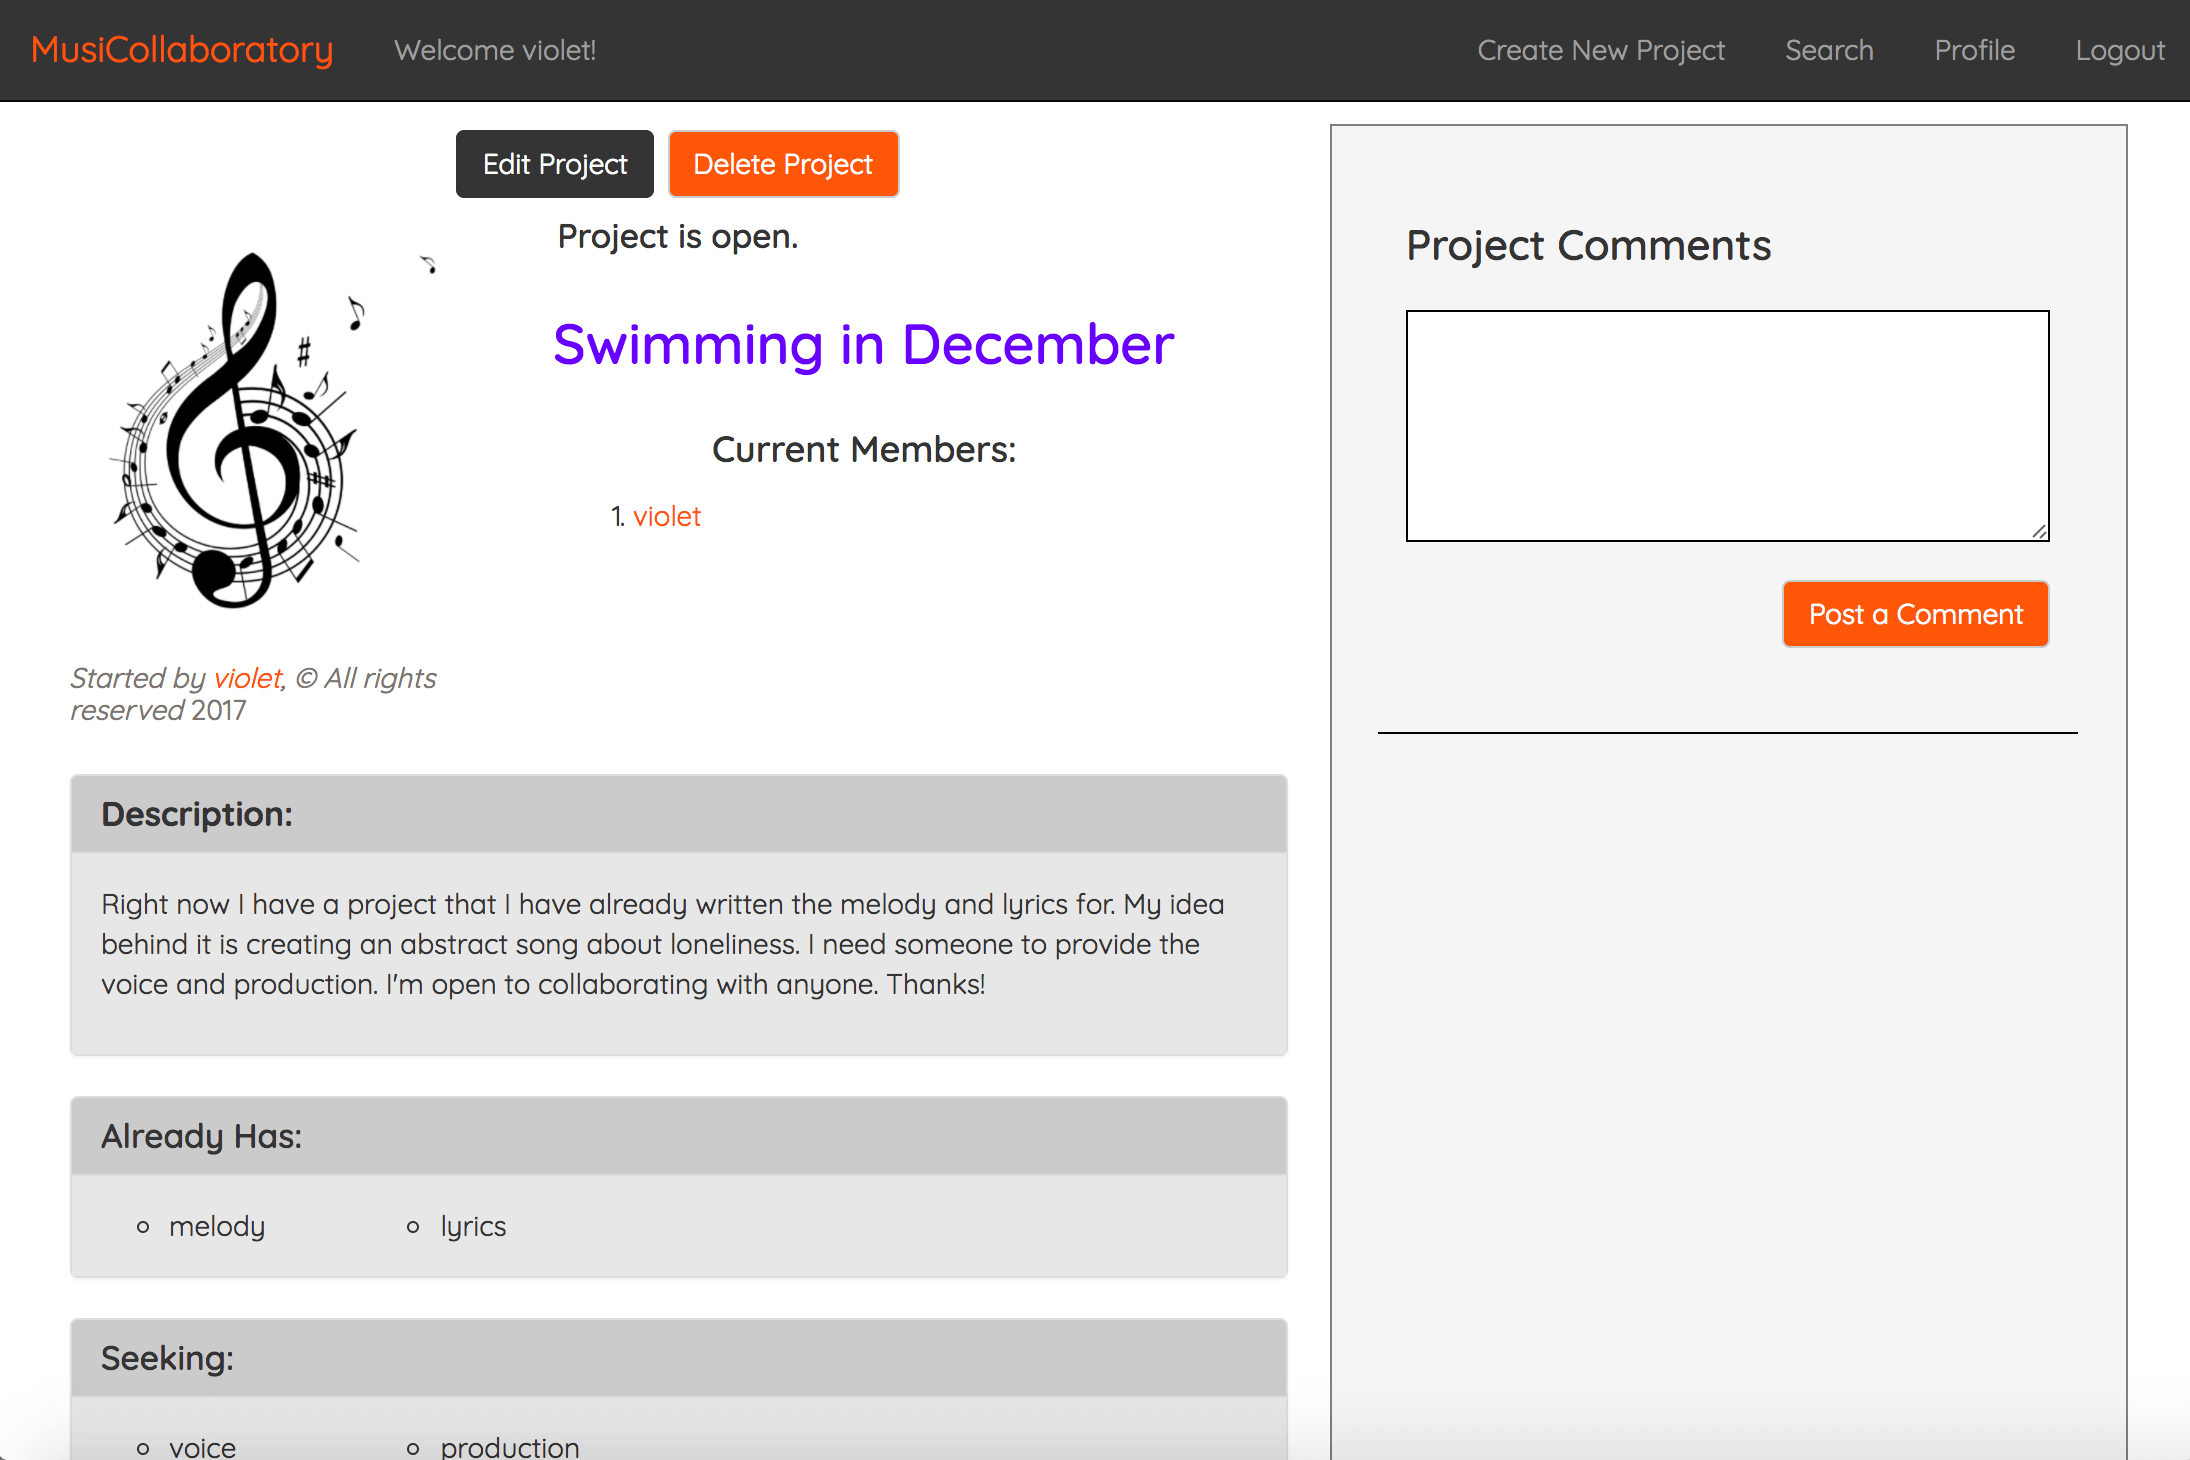 MusiCollaboratory Welcome violet! Create New Project Search Profile Logout
Edit Project Delete Project
Project is open.
Swimming in December
Current Members:
1. violet
Started by violet, © All rights
reserved 2017
Description:
Right now I have a project that I have already written the melody and lyrics for. My idea
behind it is creating an abstract song about loneliness. I need someone to provide the
voice and production. I'm open to collaborating with anyone. Thanks!
Already Has:
melody lyrics
Seeking:
voice production
Project Comments
Post a Comment